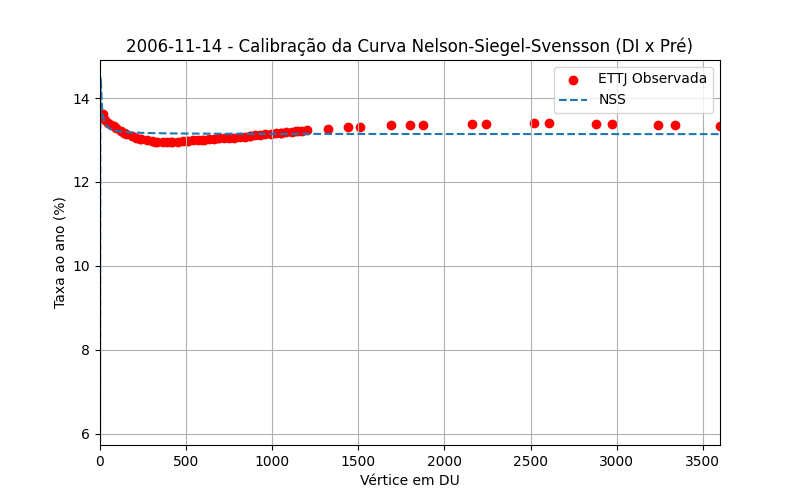 2006-11-14 - Calibração da Curva Nelson-Siegel-Svensson (DI x Pré)
ETTJ Observada
NSS
Taxa ao ano (%)
14
12
10
8
6
0 500 1000 1500 2000 2500 3000 3500
Vértice em DU